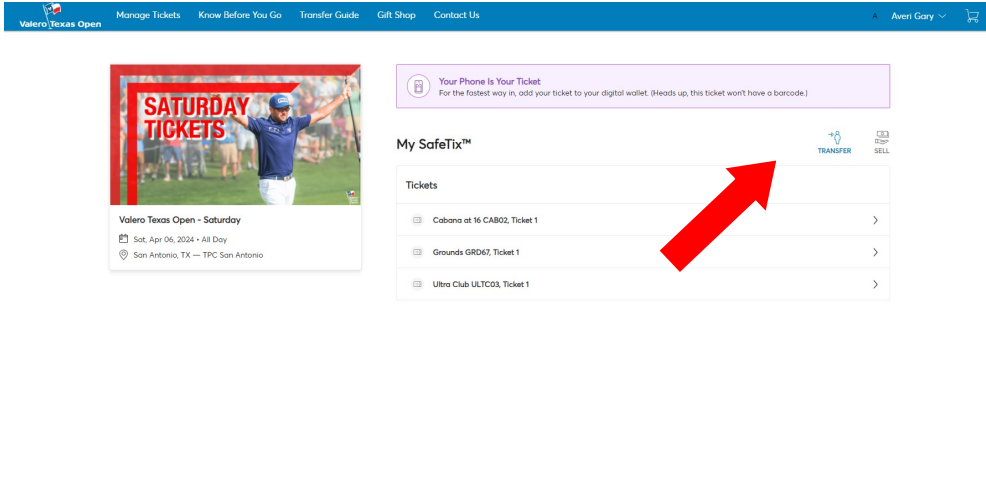 Valero Texas Open
Manage Tickets
Know Before You Go
Transfer Guide
Gift Shop
Contact Us
A
Averi Gary
SATURDAY
TICKETS
Valero Texas Open - Saturday
Sat, Apr 06, 2024 • All Day
San Antonio, TX — TPC San Antonio
Your Phone Is Your Ticket
For the fastest way in, add your ticket to your digital wallet. (Heads up, this ticket won't have a barcode.)
My SafeTix™
TRANSFER
SELL
Tickets
Cabana at 16 CAB02, Ticket 1
Grounds GRD67, Ticket 1
Ultra Club ULTC03, Ticket 1